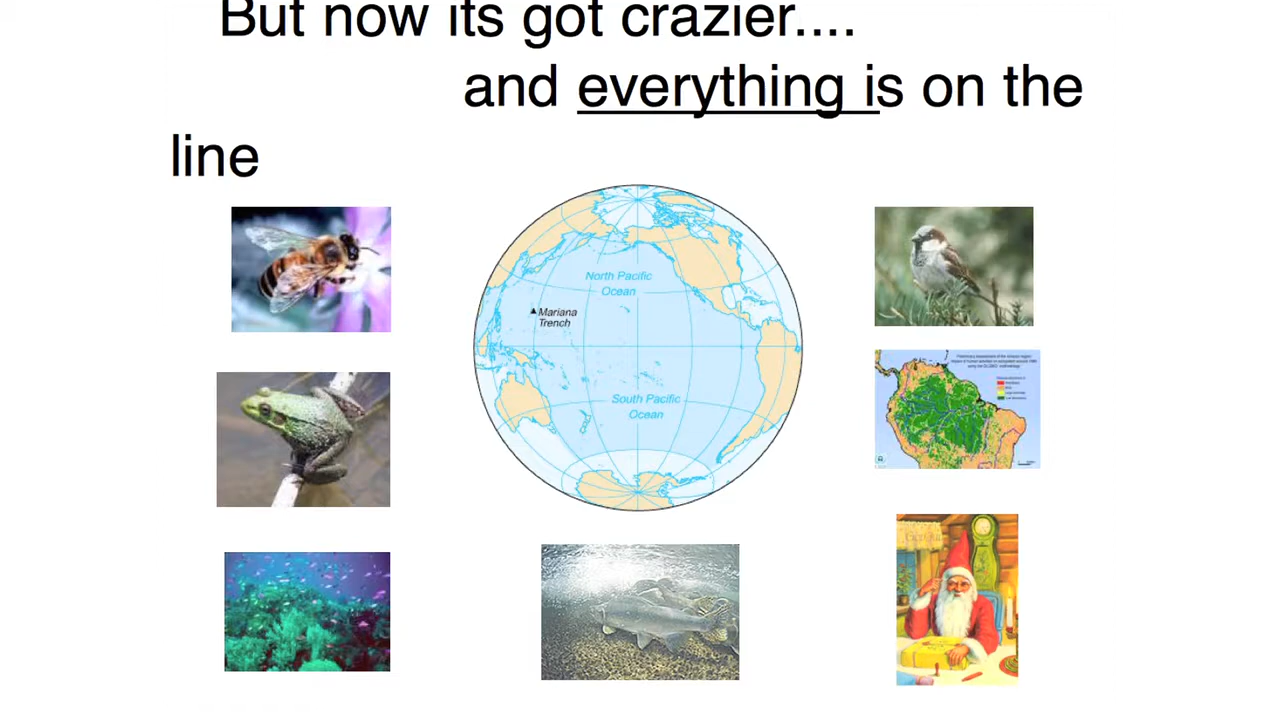 But now its got crazier....
and everything is on the
line
North Pacific
Ocean
Mariana
Trench
South Pacific
Ocean